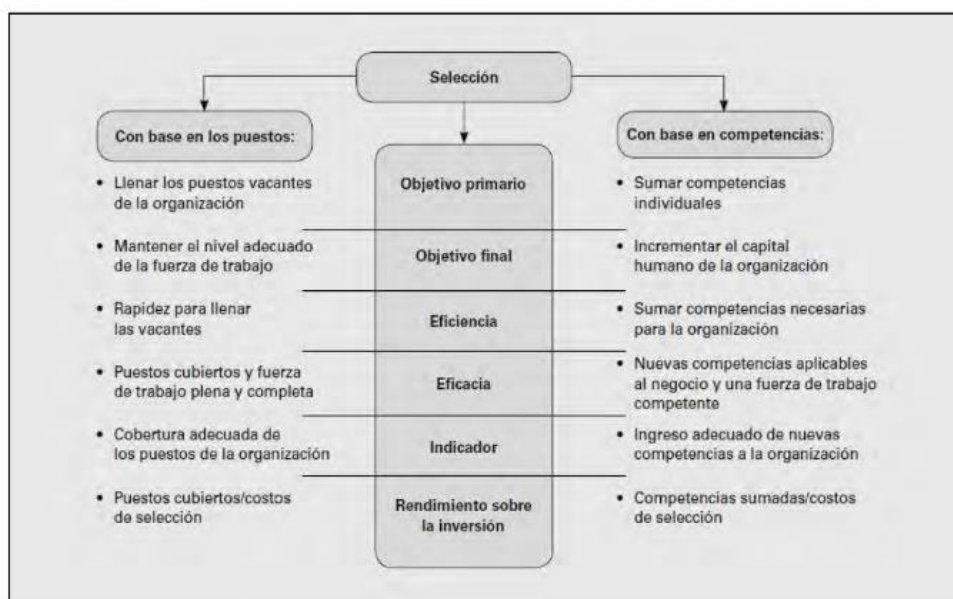 Selección
Con base en los puestos:
Con base en competencias:
• Llenar los puestos vacantes
de la organización
Objetivo primario
• Sumar competencias
individuales
• Mantener el nivel adecuado
de la fuerza de trabajo
Objetivo final
• Incrementar el capital
humano de la organización
• Rapidez para llenar
las vacantes
Eficiencia
• Sumar competencias necesarias
para la organización
• Puestos cubiertos y fuerza
de trabajo plena y completa
Eficacia
• Nuevas competencias aplicables
al negocio y una fuerza de trabajo
competente
• Cobertura adecuada de
los puestos de la organización
Indicador
• Ingreso adecuado de nuevas
competencias a la organización
• Puestos cubiertos/costos
de selección
Rendimiento sobre
la inversión
• Competencias sumadas/costos
de selección